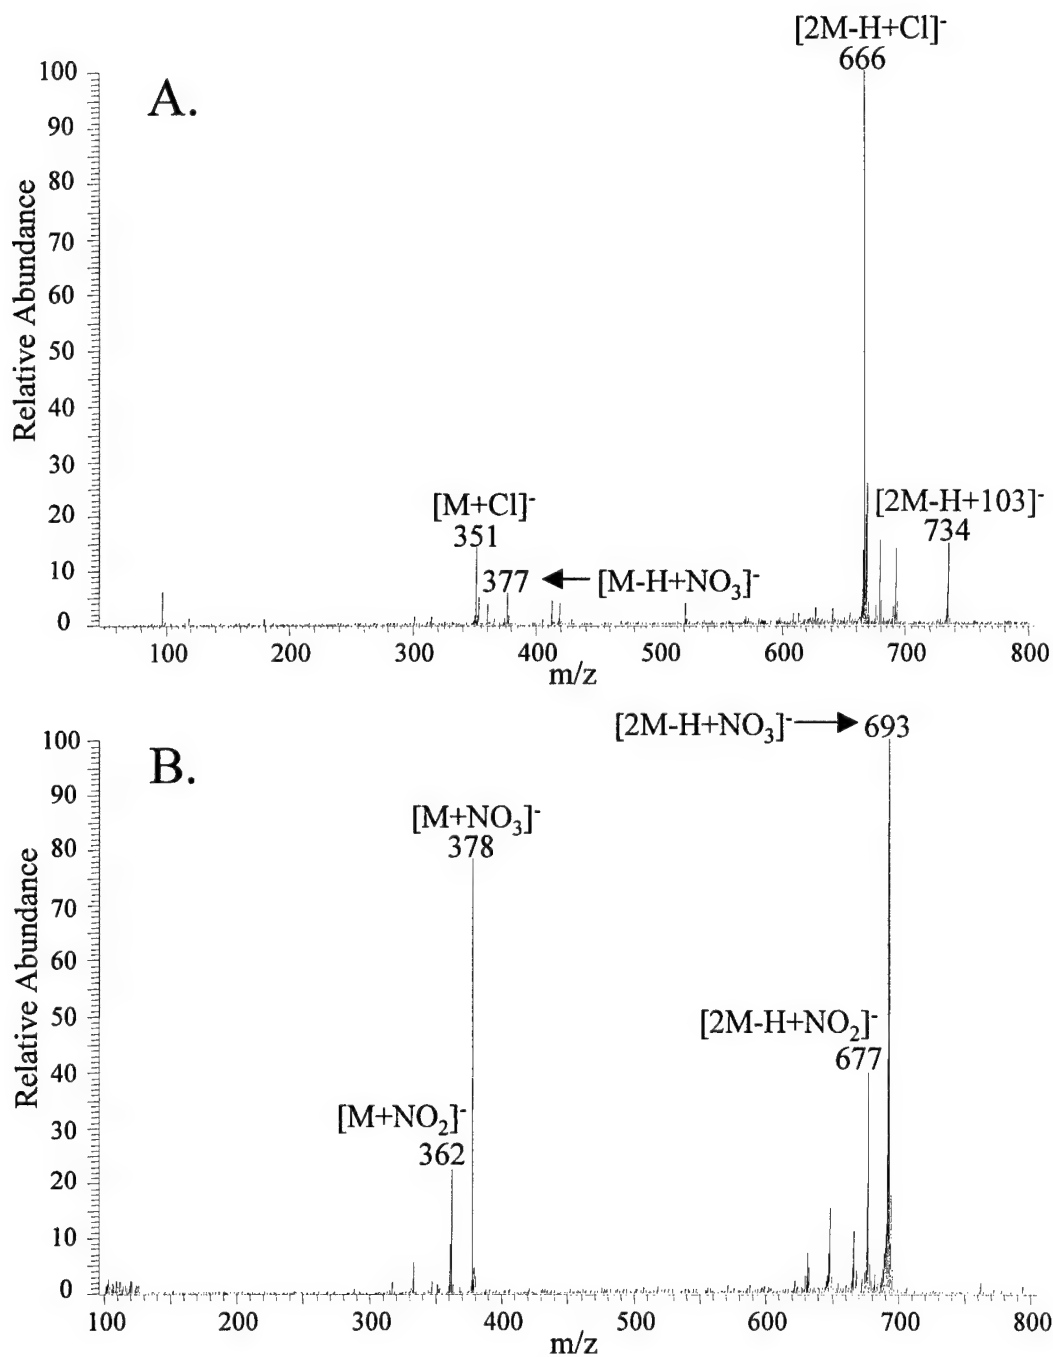 [2M-H+Cl]-
666
A.
100
90
80
70
60
50
40
30
20
10
0
Relative Abundance
[M+Cl]-
351
377 ← [M-H+NO3]-
[2M-H+103]-
734
100 200 300 400 500 600 700 800
m/z
[2M-H+NO3]- → 693
B.
100
90
80
70
60
50
40
30
20
10
0
Relative Abundance
[M+NO3]-
378
[2M-H+NO2]-
677
[M+NO2]-
362
100 200 300 400 500 600 700 800
m/z